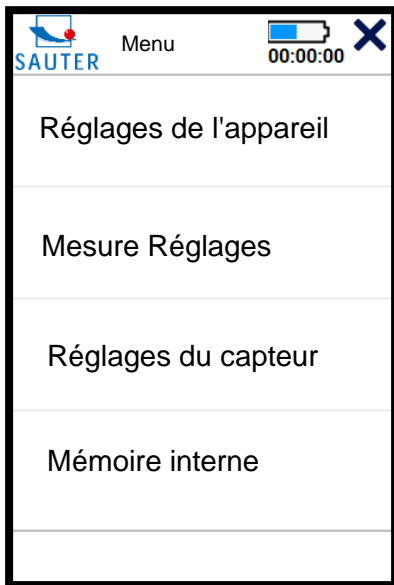 SAUTER
Menu
00:00:00
Réglages de l'appareil
Mesure Réglages
Réglages du capteur
Mémoire interne